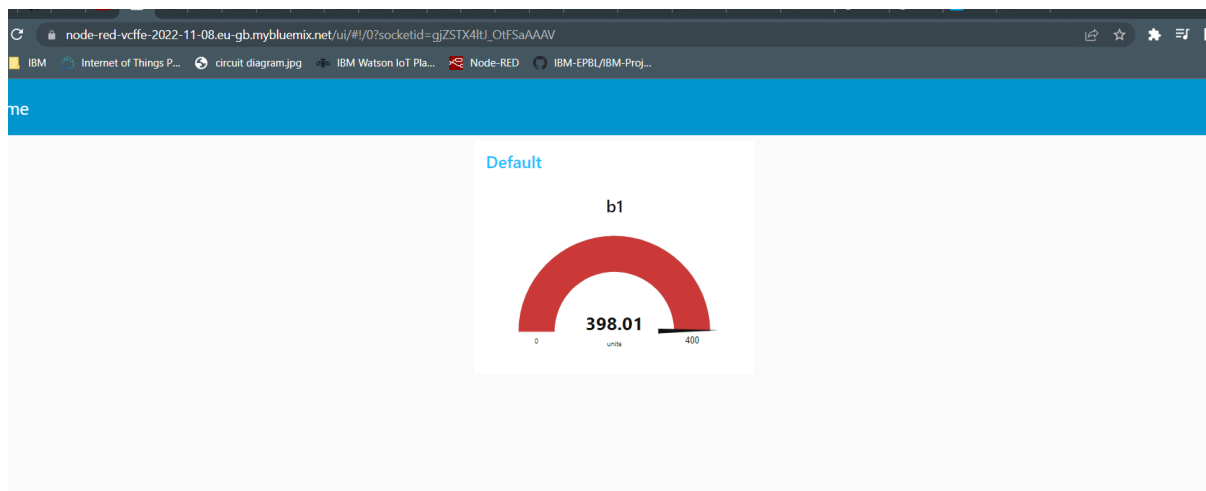 node-red-vcffe-2022-11-08.eu-gb.mybluemix.net/ui/#!/0?socketid=gjZSTX4ltJ_OtFSaAAAV
IBM Internet of Things P... circuit diagram.jpg IBM Watson IoT Pla... Node-RED IBM-EPBL/IBM-Proj...
me
Default
b1
398.01
0 units 400